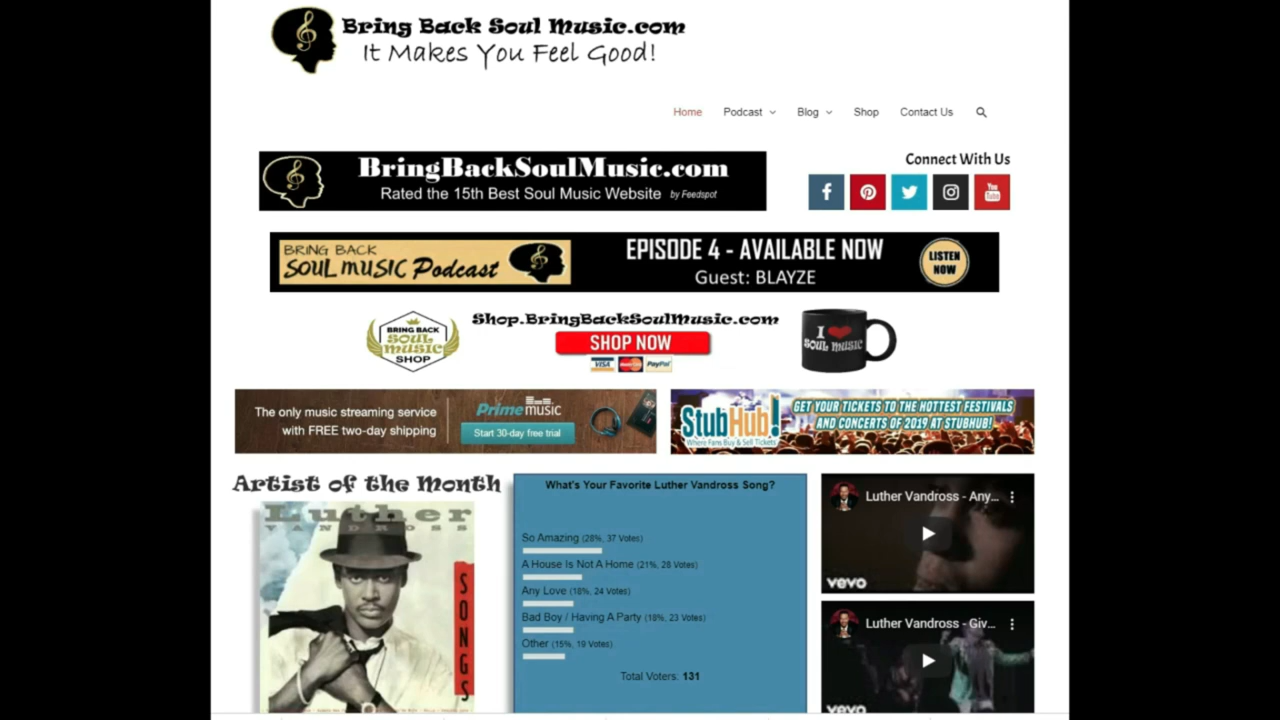 Bring Back Soul Music.com
It Makes You Feel Good!
Home Podcast Blog Shop Contact Us
BringBackSoulMusic.com
Rated the 15th Best Soul Music Website by Feedspot
Connect With Us
You Tube
BRING BACK
SOUL MUSIC Podcast
EPISODE 4 - AVAILABLE NOW
Guest: BLAYZE
LISTEN
NOW
BRING BACK
SOUL
MUSIC
SHOP
Shop.BringBackSoulMusic.com
SHOP NOW
VISA MasterCard PayPal
I
SOUL MUSIC
The only music streaming service
with FREE two-day shipping
Prime MUSIC
Start 30-day free trial
StubHub!
Where Fans Buy & Sell Tickets
GET YOUR TICKETS TO THE HOTTEST FESTIVALS
AND CONCERTS OF 2019 AT STUBHUB!
Artist of the Month
Luther
VANDROSS
SONGS
What's Your Favorite Luther Vandross Song?
So Amazing (28%, 37 Votes)
A House Is Not A Home (21%, 28 Votes)
Any Love (18%, 24 Votes)
Bad Boy / Having A Party (18%, 23 Votes)
Other (15%, 19 Votes)
Total Voters: 131
Luther Vandross - Any...
vevo
Luther Vandross - Giv...
vevo